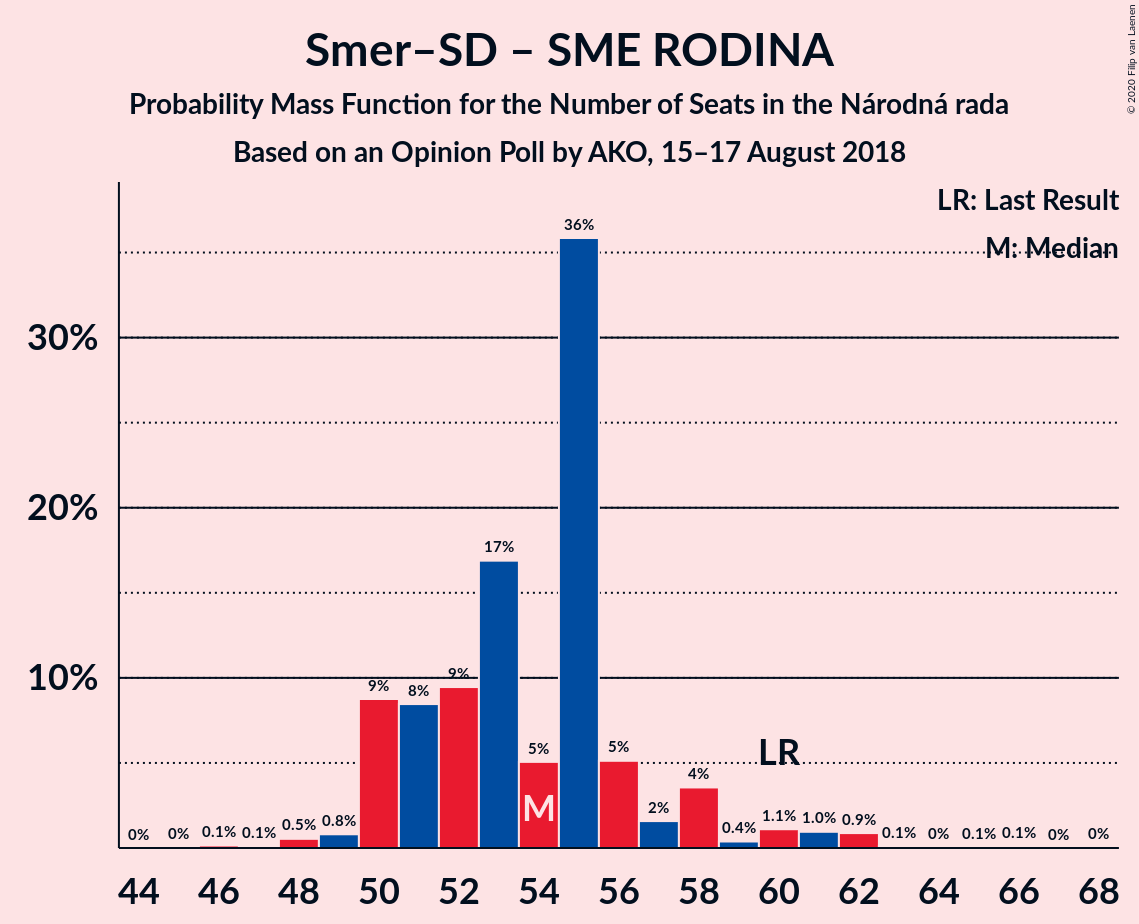 Smer–SD – SME RODINA
Probability Mass Function for the Number of Seats in the Národná rada
Based on an Opinion Poll by AKO, 15–17 August 2018
© 2020 Filip van Laenen
LR: Last Result
M: Median
30%
20%
10%
0% 0% 0.1% 0.1% 0.5% 0.8% 9% 8% 9% 17% 5% 36% 5% 2% 4% 0.4% 1.1% 1.0% 0.9% 0.1% 0% 0.1% 0.1% 0% 0%
LR
M
44 46 48 50 52 54 56 58 60 62 64 66 68